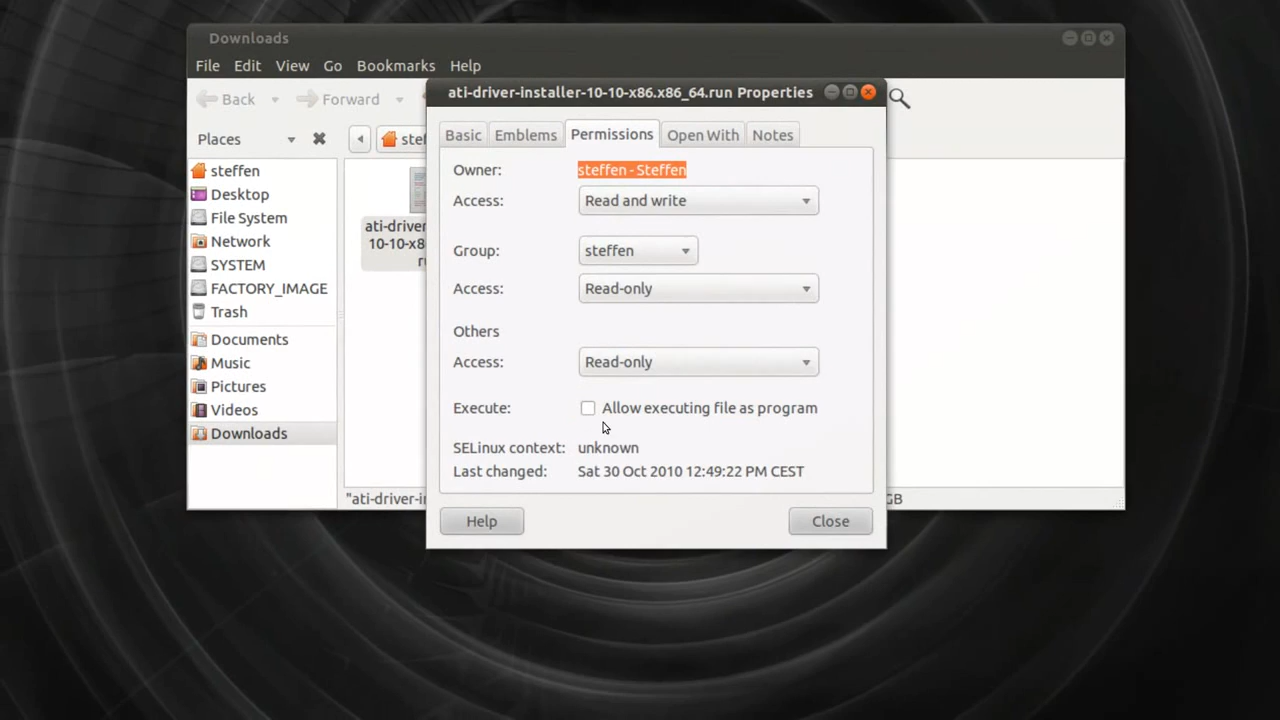 Downloads
File Edit View Go Bookmarks Help
ati-driver-installer-10-10-x86.x86_64.run Properties
Back Forward
Places
steffen
Desktop
File System
Network
SYSTEM
FACTORY_IMAGE
Trash
Documents
Music
Pictures
Videos
Downloads
Basic Emblems Permissions Open With Notes
Owner: steffen - Steffen
Access: Read and write
Group: steffen
Access: Read-only
Others
Access: Read-only
Execute: Allow executing file as program
SELinux context: unknown
Last changed: Sat 30 Oct 2010 12:49:22 PM CEST
Help Close